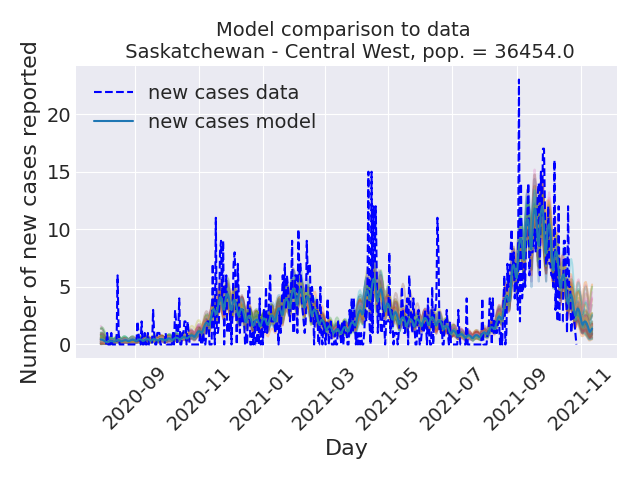 Model comparison to data
Saskatchewan - Central West, pop. = 36454.0
Number of new cases reported
new cases data
new cases model
20
15
10
5
0
2020-09
2020-11
2021-01
2021-03
2021-05
2021-07
2021-09
2021-11
Day